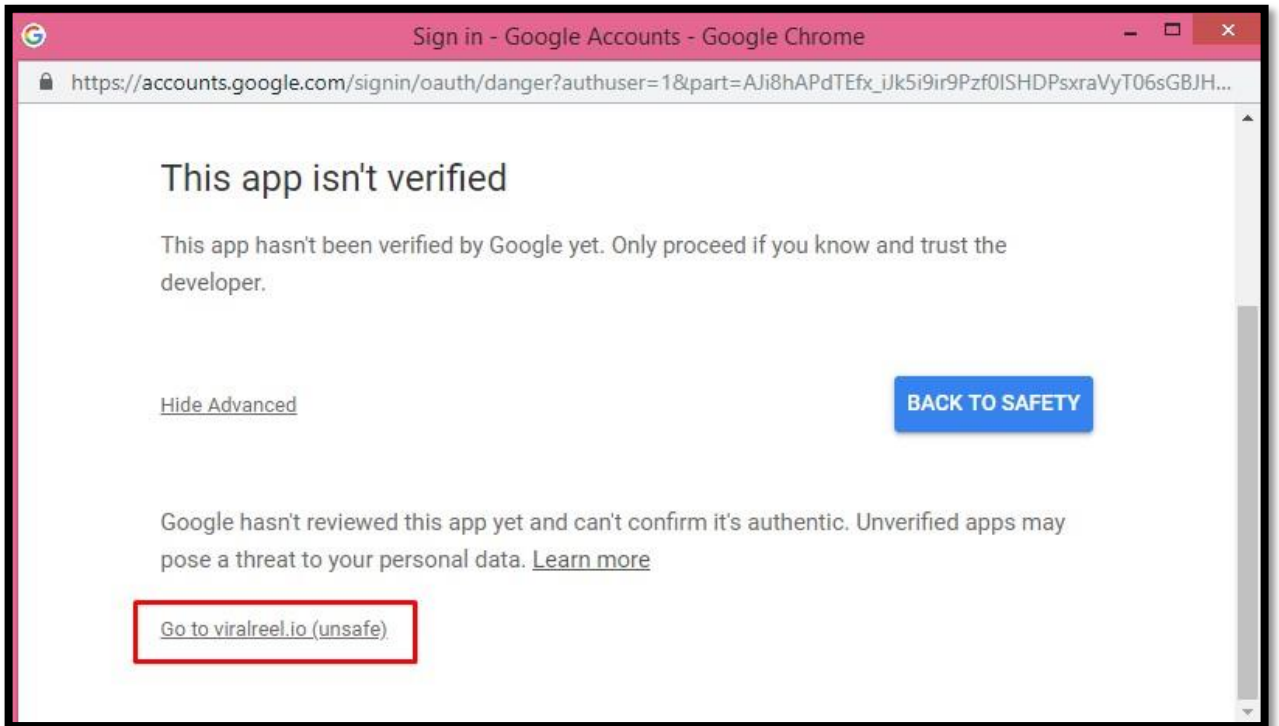 Sign in - Google Accounts - Google Chrome
https://accounts.google.com/signin/oauth/danger?authuser=1&part=AJi8hAPdTEfx_iJk5i9ir9Pzf0ISHDPsxraVyT06sGBJH...
This app isn't verified
This app hasn't been verified by Google yet. Only proceed if you know and trust the
developer.
Hide Advanced
BACK TO SAFETY
Google hasn't reviewed this app yet and can't confirm it's authentic. Unverified apps may
pose a threat to your personal data. Learn more
Go to viralreel.io (unsafe)